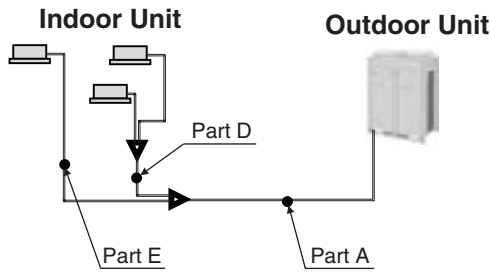 Indoor Unit
Outdoor Unit
Part D
Part E
Part A